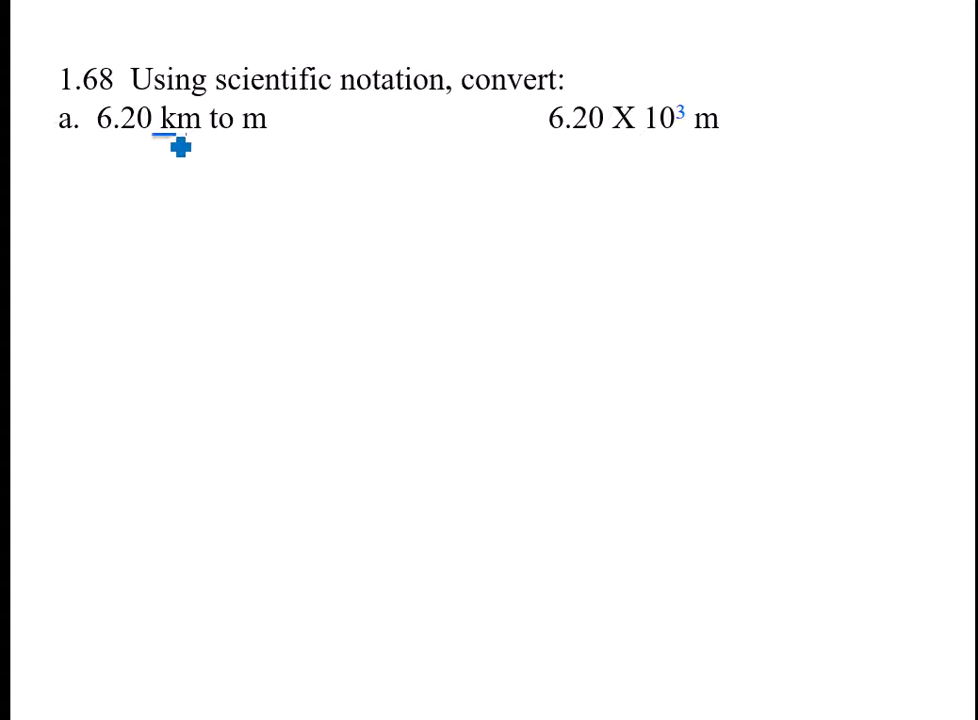 1.68 Using scientific notation, convert:
a. 6.20 km to m 6.20 X 10³ m